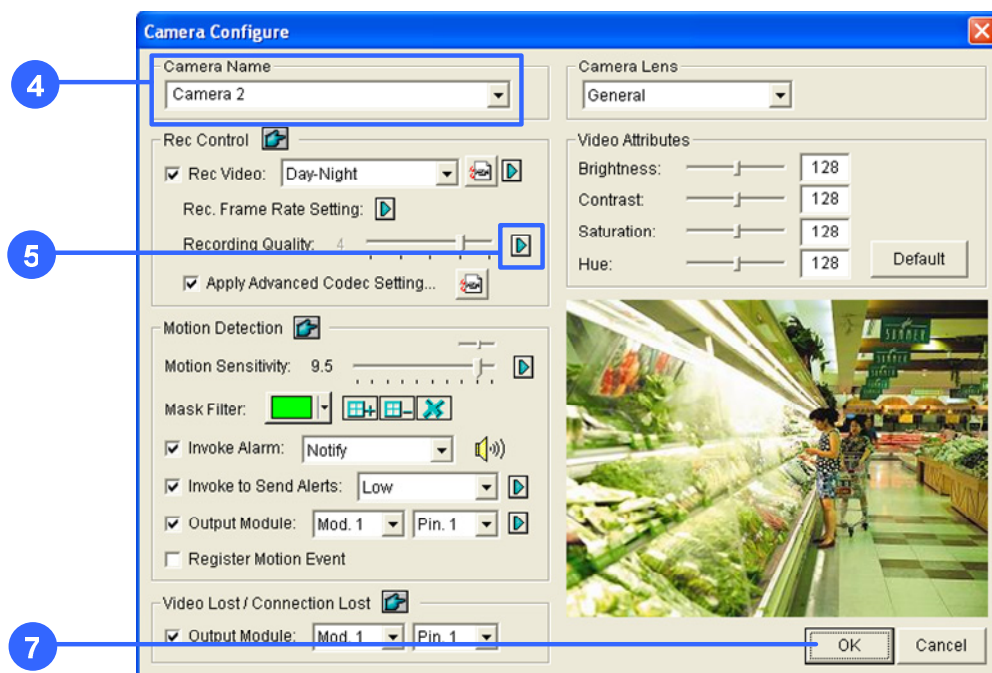 Camera Configure
Camera Name
Camera 2
Camera Lens
General
Rec Control
Rec Video: Day-Night
Rec. Frame Rate Setting:
Recording Quality: 4
Apply Advanced Codec Setting...
Video Attributes
Brightness: 128
Contrast: 128
Saturation: 128
Hue: 128
Default
Motion Detection
Motion Sensitivity: 9.5
Mask Filter:
Invoke Alarm: Notify
Invoke to Send Alerts: Low
Output Module: Mod. 1 Pin. 1
Register Motion Event
Video Lost / Connection Lost
Output Module: Mod. 1 Pin. 1
SUMMER
SUMMER
OK
Cancel
4
5
7